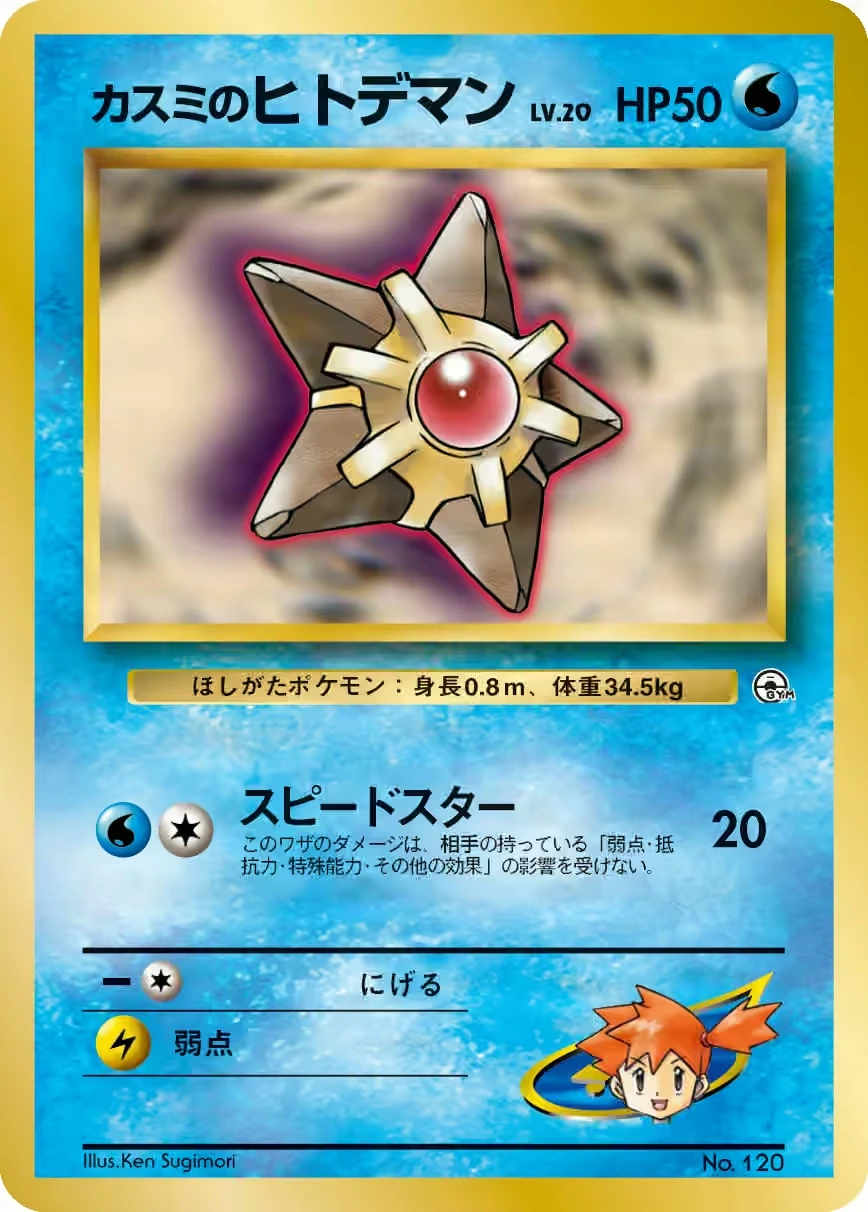 カスミのヒトデマン LV.20 HP50
ほしがたポケモン：身長0.8m、体重34.5kg
GYM
スピードスター 20
このワザのダメージは、相手の持っている「弱点・抵
抗力・特殊能力・その他の効果」の影響を受けない。
にげる
弱点
Illus.Ken Sugimori No. 120